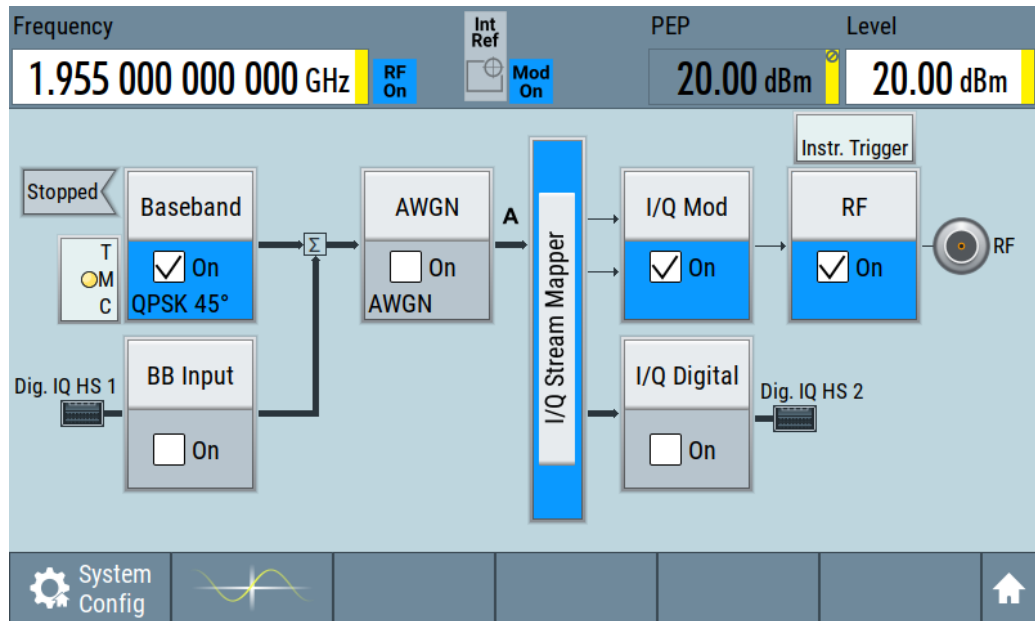 Frequency
Int
Ref
PEP
Level
1.955 000 000 000 GHz
RF
On
Mod
On
20.00 dBm
20.00 dBm
Instr. Trigger
Stopped
Baseband
On
QPSK 45°
T
M
C
Σ
AWGN
On
AWGN
A
I/Q Stream Mapper
I/Q Mod
On
RF
On
RF
Dig. IQ HS 1
BB Input
On
I/Q Digital
On
Dig. IQ HS 2
System
Config